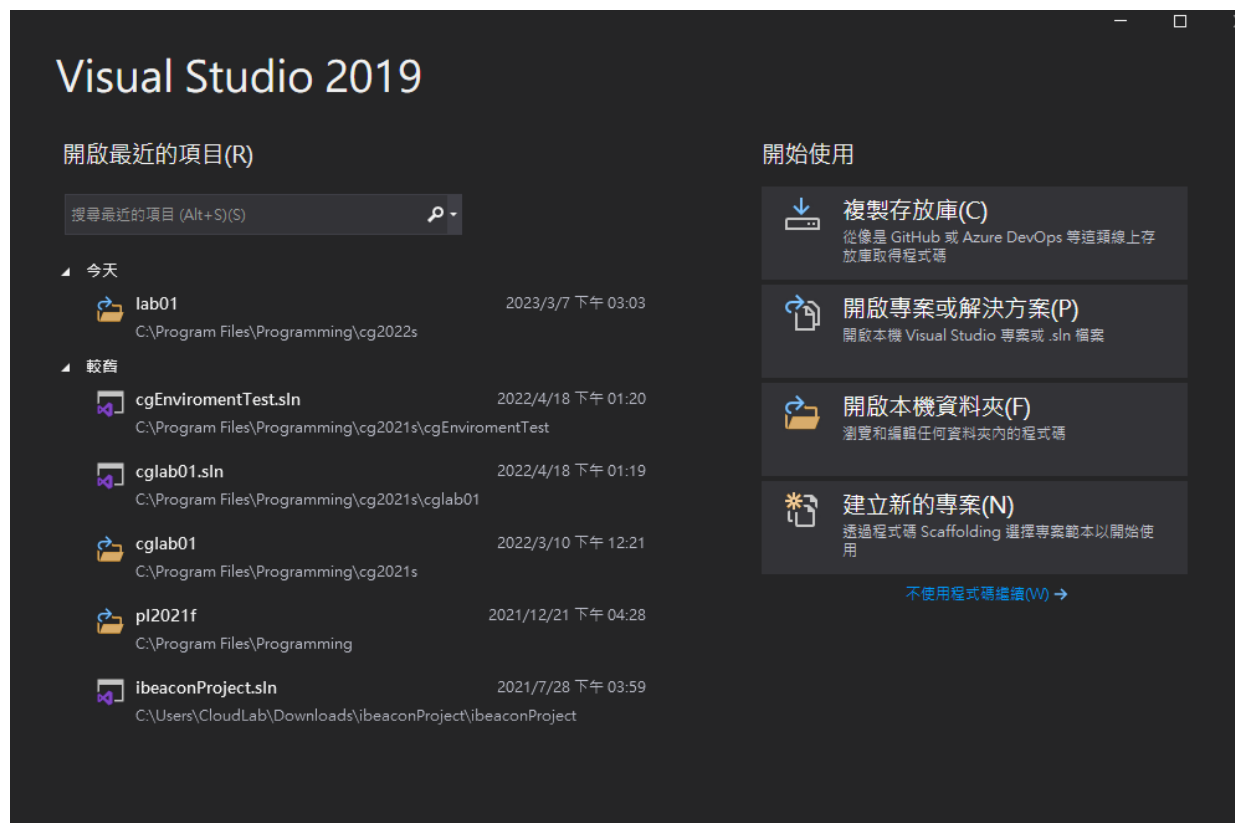 Visual Studio 2019
開啟最近的項目(R)
搜尋最近的項目 (Alt+S)(S)
今天
lab01
2023/3/7 下午 03:03
C:\Program Files\Programming\cg2022s
較舊
cgEnviromentTest.sln
2022/4/18 下午 01:20
C:\Program Files\Programming\cg2021s\cgEnviromentTest
cglab01.sln
2022/4/18 下午 01:19
C:\Program Files\Programming\cg2021s\cglab01
cglab01
2022/3/10 下午 12:21
C:\Program Files\Programming\cg2021s
pl2021f
2021/12/21 下午 04:28
C:\Program Files\Programming
ibeaconProject.sln
2021/7/28 下午 03:59
C:\Users\CloudLab\Downloads\ibeaconProject\ibeaconProject
開始使用
複製存放庫(C)
從像是 GitHub 或 Azure DevOps 等這類線上存
放庫取得程式碼
開啟專案或解決方案(P)
開啟本機 Visual Studio 專案或 .sln 檔案
開啟本機資料夾(F)
瀏覽和編輯任何資料夾內的程式碼
建立新的專案(N)
透過程式碼 Scaffolding 選擇專案範本以開始使
用
不使用程式碼繼續(W)